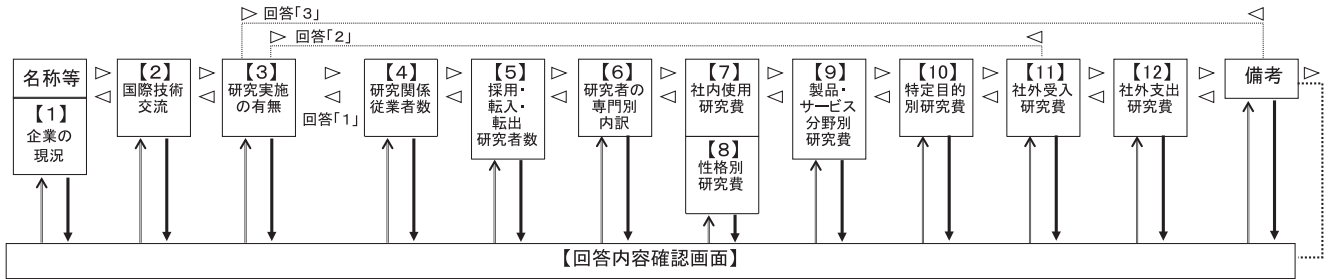 回答「3」
回答「2」
名称等
【1】
企業の
現況
【2】
国際技術
交流
【3】
研究実施
の有無
回答「1」
【4】
研究関係
従業者数
【5】
採用・
転入・
転出
研究者数
【6】
研究者の
専門別
内訳
【7】
社内使用
研究費
【8】
性格別
研究費
【9】
製品・
サービス
分野別
研究費
【10】
特定目的
別研究費
【11】
社外受入
研究費
【12】
社外支出
研究費
備考
【回答内容確認画面】